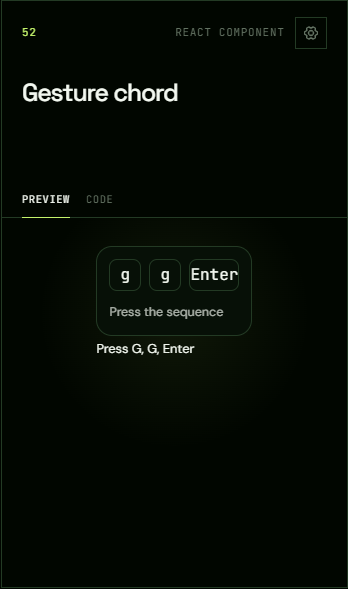 52
REACT COMPONENT
Gesture chord
PREVIEW CODE
g g Enter
Press the sequence
Press G, G, Enter